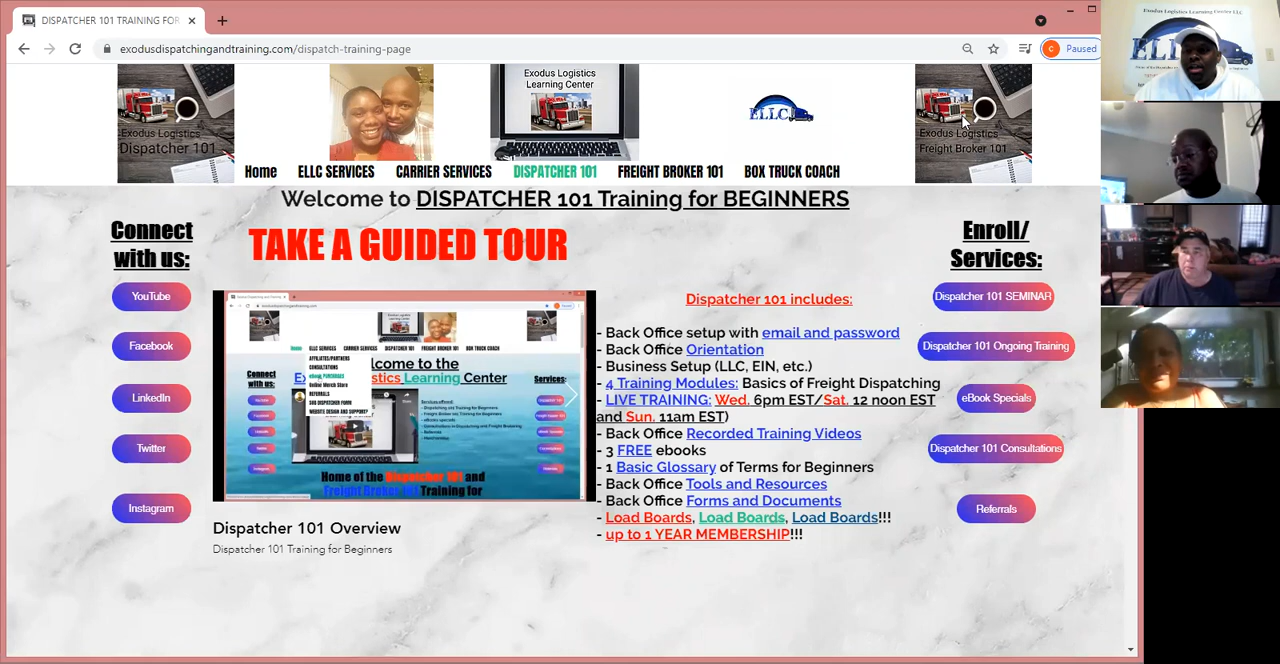 DISPATCHER 101 TRAINING FOR
exodusdispatchingandtraining.com/dispatch-training-page
Paused
Exodus Logistics
Dispatcher 101
Exodus Logistics
Learning Center
ELLC
Exodus Logistics
Freight Broker 101
Home
ELLC SERVICES
CARRIER SERVICES
DISPATCHER 101
FREIGHT BROKER 101
BOX TRUCK COACH
Welcome to DISPATCHER 101 Training for BEGINNERS
Connect
with us:
YouTube
Facebook
LinkedIn
Twitter
Instagram
TAKE A GUIDED TOUR
Dispatcher 101 Overview
Dispatcher 101 Training for Beginners
Dispatcher 101 includes:
- Back Office setup with email and password
- Back Office Orientation
- Business Setup (LLC, EIN, etc.)
- 4 Training Modules: Basics of Freight Dispatching
- LIVE TRAINING: Wed. 6pm EST/Sat. 12 noon EST
and Sun. 11am EST)
- Back Office Recorded Training Videos
- 3 FREE ebooks
- 1 Basic Glossary of Terms for Beginners
- Back Office Tools and Resources
- Back Office Forms and Documents
- Load Boards, Load Boards, Load Boards!!!
- up to 1 YEAR MEMBERSHIP!!!
Enroll/
Services:
Dispatcher 101 SEMINAR
Dispatcher 101 Ongoing Training
eBook Specials
Dispatcher 101 Consultations
Referrals
Exodus Logistics Learning Center LLC